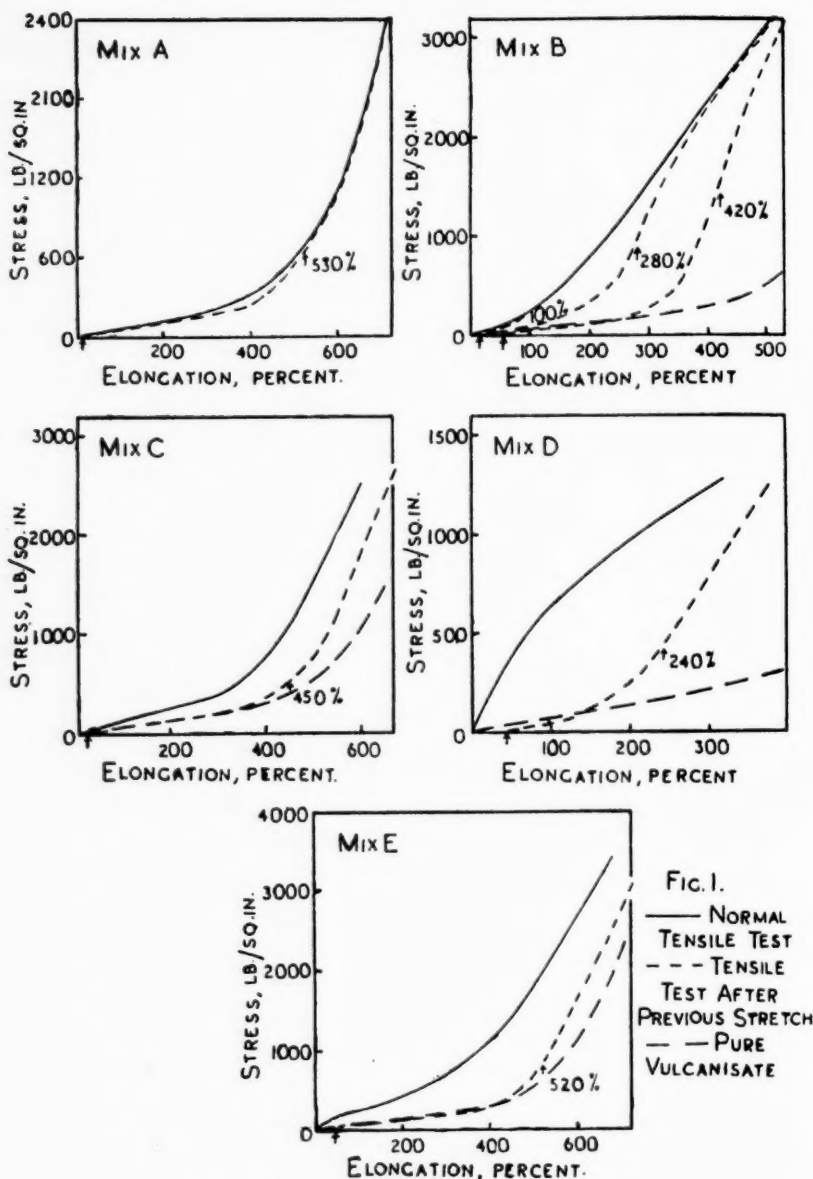 2400
2100
1200
600
0
MIX A
↑530%
200 400 600
STRESS, LB/SQ.IN.
ELONGATION, PERCENT.
3000
2000
1000
0
MIX B
100%
↑280%
↑420%
100 200 300 400 500
STRESS, LB/SQ.IN.
ELONGATION, PERCENT
3000
2000
1000
0
MIX C
↑450%
200 400 600
STRESS, LB/SQ.IN.
ELONGATION, PERCENT.
1500
1000
500
0
MIX D
↑240%
100 200 300
STRESS, LB/SQ.IN.
ELONGATION, PERCENT
4000
3000
2000
1000
0
MIX E
↑520%
200 400 600
STRESS, LB/SQ.IN.
ELONGATION, PERCENT.
FIG. 1.
—— NORMAL
TENSILE TEST
--- TENSILE
TEST AFTER
PREVIOUS STRETCH
— — PURE
VULCANISATE